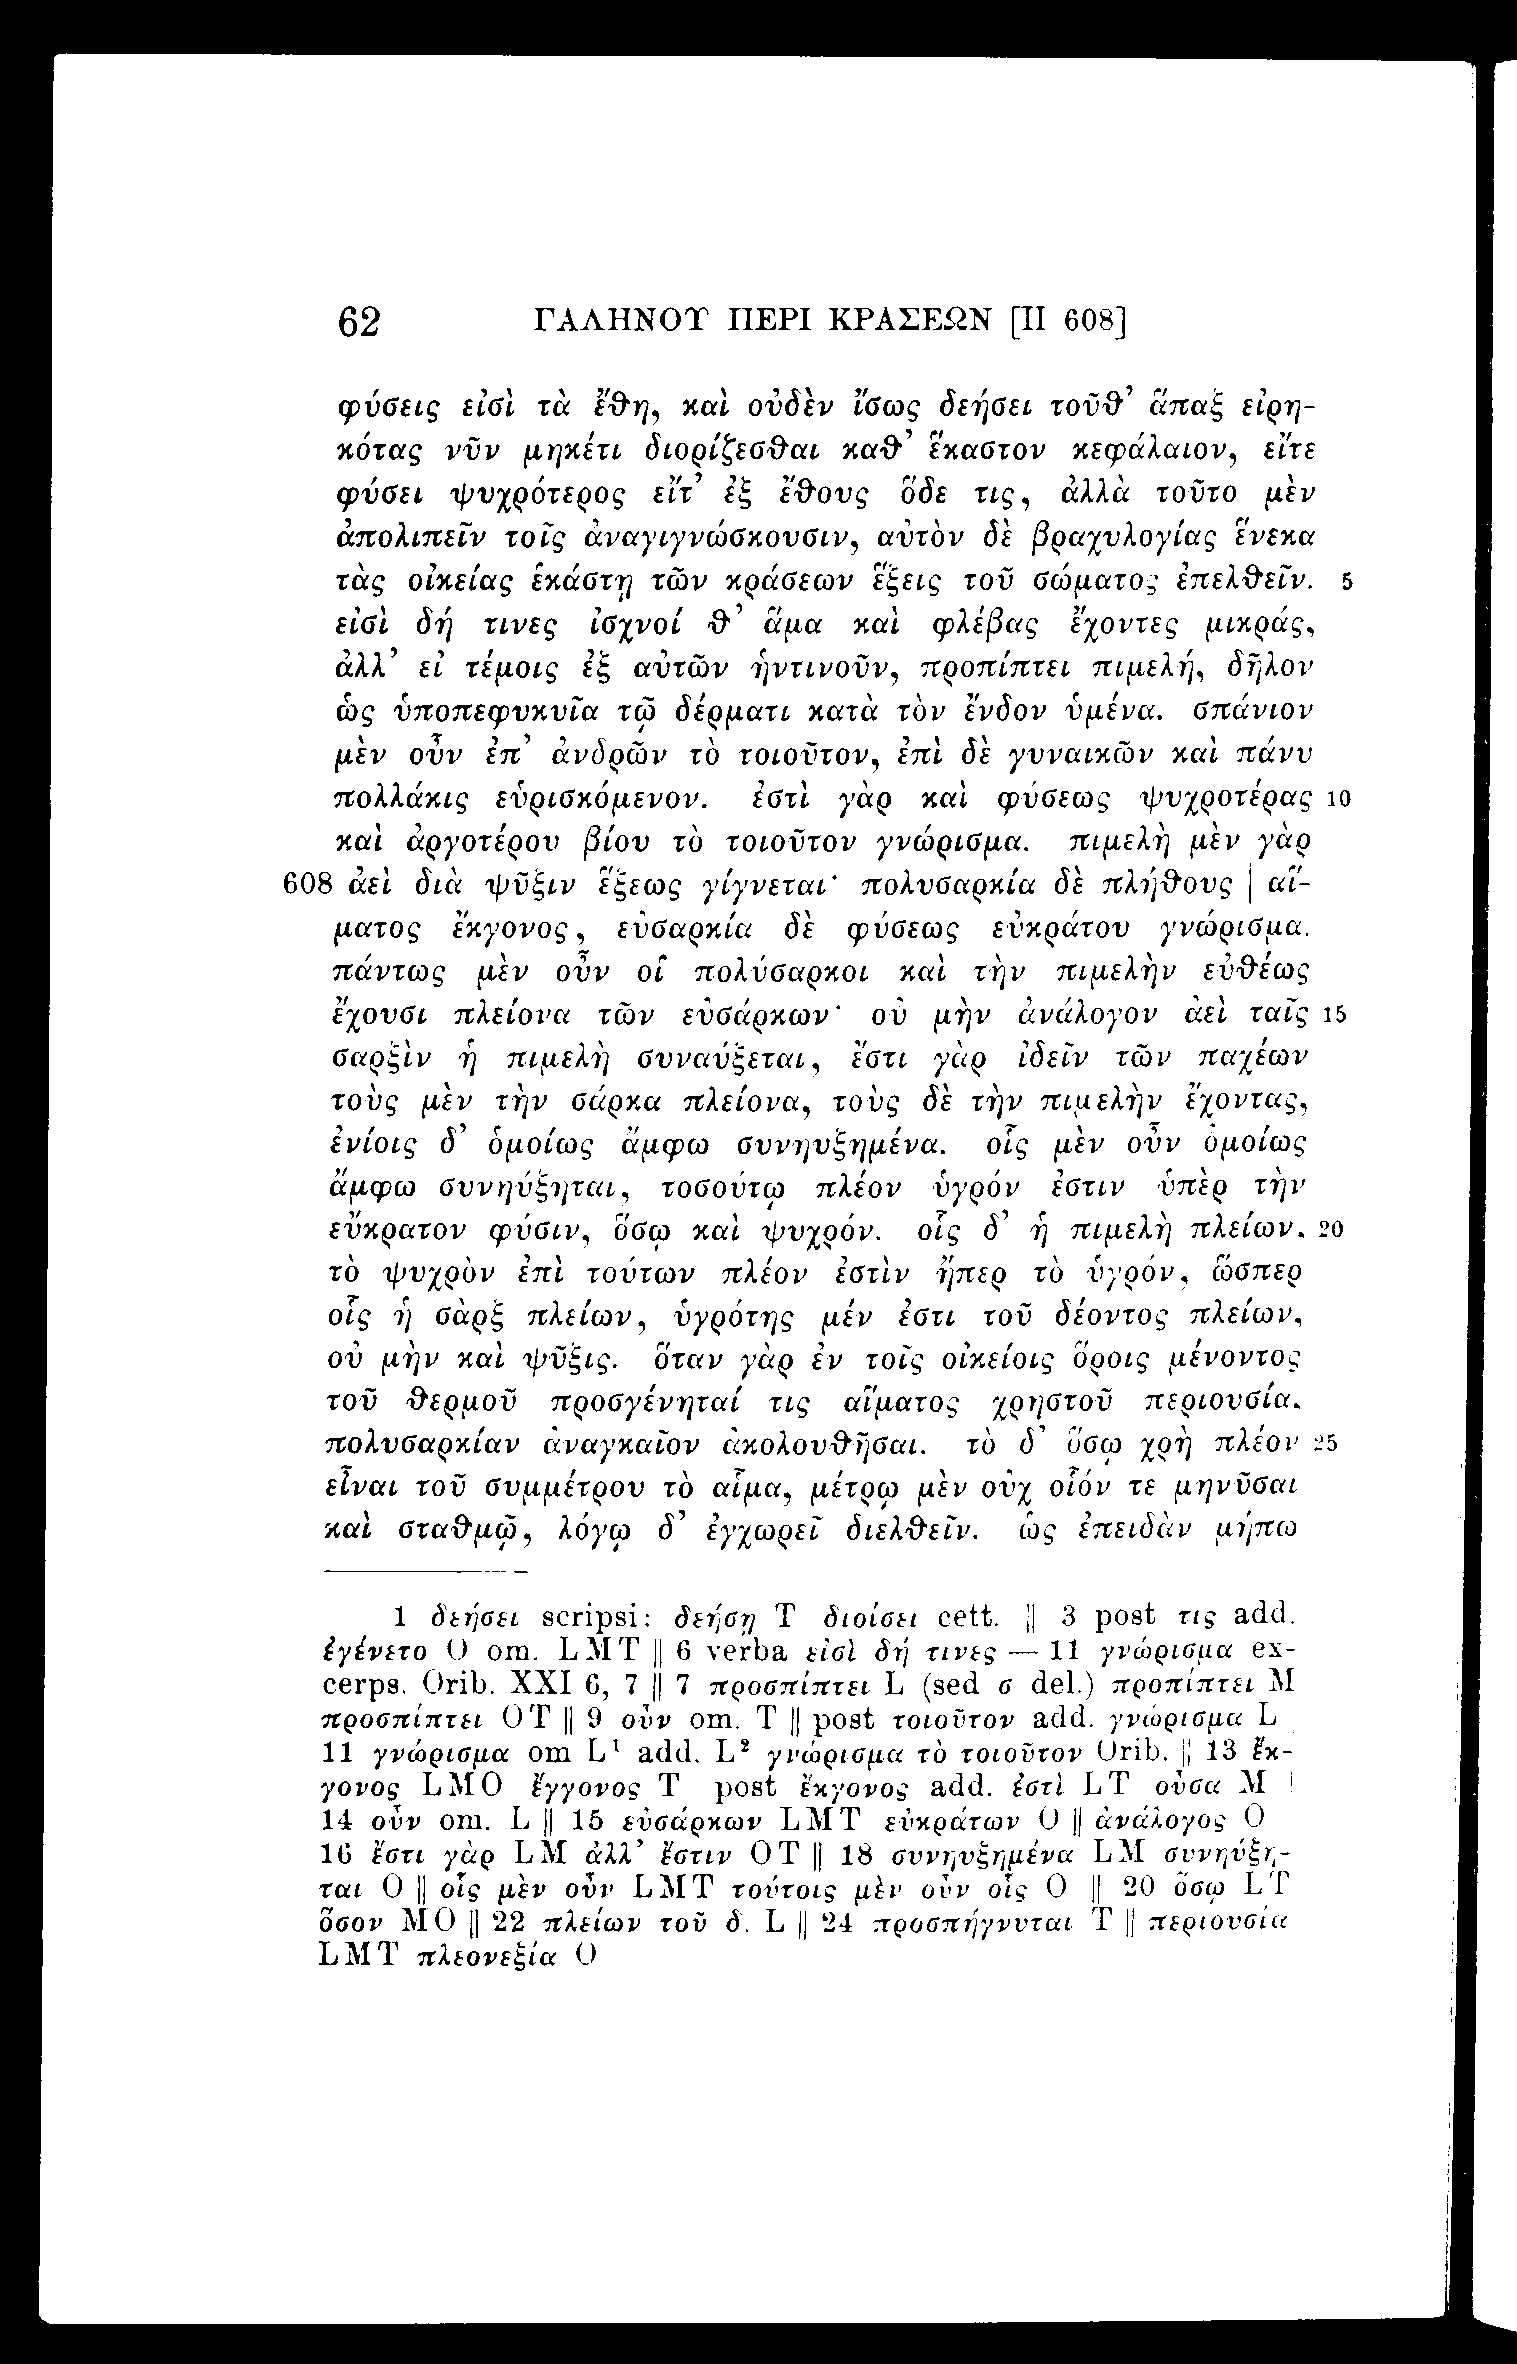 62 ΓΑΛΗΝΟΥ ΠΕΡΙ ΚΡΑΣΕΩΝ [II 608]
φύσεις εἰσὶ τὰ ἔθη, καὶ οὐδὲν ἴσως δεήσει τοῦθ’ ἅπαξ εἰρη-
κότας νῦν μηκέτι διορίζεσθαι καθ’ ἕκαστον κεφάλαιον, εἴτε
φύσει ψυχρότερος εἴτ’ ἐξ ἔθους ὅδε τις, ἀλλὰ τοῦτο μὲν
ἀπολιπεῖν τοῖς ἀναγιγνώσκουσιν, αὐτὸν δὲ βραχυλογίας ἕνεκα
τὰς οἰκείας ἑκάστῃ τῶν κράσεων ἕξεις τοῦ σώματος ἐπελθεῖν. 5
εἰσὶ δή τινες ἰσχνοί θ’ ἅμα καὶ φλέβας ἔχοντες μικράς,
ἀλλ’ εἰ τέμοις ἐξ αὐτῶν ἡντινοῦν, προπίπτει πιμελή, δῆλον
ὡς ὑποπεφυκυῖα τῷ δέρματι κατὰ τὸν ἔνδον ὑμένα. σπάνιον
μὲν οὖν ἐπ’ ἀνδρῶν τὸ τοιοῦτον, ἐπὶ δὲ γυναικῶν καὶ πάνυ
πολλάκις εὑρισκόμενον. ἐστὶ γὰρ καὶ φύσεως ψυχροτέρας 10
καὶ ἀργοτέρου βίου τὸ τοιοῦτον γνώρισμα. πιμελὴ μὲν γὰρ
608 ἀεὶ διὰ ψῦξιν ἕξεως γίγνεται· πολυσαρκία δὲ πλήθους | αἵ-
ματος ἔκγονος, εὐσαρκία δὲ φύσεως εὐκράτου γνώρισμα.
πάντως μὲν οὖν οἱ πολύσαρκοι καὶ τὴν πιμελὴν εὐθέως
ἔχουσι πλείονα τῶν εὐσάρκων· οὐ μὴν ἀνάλογον ἀεὶ ταῖς 15
σαρξὶν ἡ πιμελὴ συναύξεται, ἔστι γὰρ ἰδεῖν τῶν παχέων
τοὺς μὲν τὴν σάρκα πλείονα, τοὺς δὲ τὴν πιμελὴν ἔχοντας,
ἐνίοις δ’ ὁμοίως ἄμφω συνηυξημένα. οἷς μὲν οὖν ὁμοίως
ἄμφω συνηύξηται, τοσούτῳ πλέον ὑγρόν ἐστιν ὑπὲρ τὴν
εὔκρατον φύσιν, ὅσῳ καὶ ψυχρόν. οἷς δ’ ἡ πιμελὴ πλείων, 20
τὸ ψυχρὸν ἐπὶ τούτων πλέον ἐστὶν ἤπερ τὸ ὑγρόν, ὥσπερ
οἷς ἡ σὰρξ πλείων, ὑγρότης μέν ἐστι τοῦ δέοντος πλείων,
οὐ μὴν καὶ ψῦξις. ὅταν γὰρ ἐν τοῖς οἰκείοις ὅροις μένοντος
τοῦ θερμοῦ προσγένηταί τις αἵματος χρηστοῦ περιουσία,
πολυσαρκίαν ἀναγκαῖον ἀκολουθῆσαι. τὸ δ’ ὅσῳ χρὴ πλέον 25
εἶναι τοῦ συμμέτρου τὸ αἷμα, μέτρῳ μὲν οὐχ οἷόν τε μηνῦσαι
καὶ σταθμῷ, λόγῳ δ’ ἐγχωρεῖ διελθεῖν. ὡς ἐπειδὰν μήπω
1 δεήσει scripsi: δεήσῃ T διοίσει cett. || 3 post τις add.
ἐγένετο O om. LMT || 6 verba εἰσὶ δή τινες — 11 γνώρισμα ex-
cerps. Orib. XXI 6, 7 || 7 προσπίπτει L (sed σ del.) προπίπτει M
προσπίπτει OT || 9 οὖν om. T || post τοιοῦτον add. γνώρισμα L
11 γνώρισμα om L¹ add. L² γνώρισμα τὸ τοιοῦτον Orib. || 13 ἔκ-
γονος LMO ἔγγονος T post ἔκγονος add. ἐστὶ LT οὖσα M |
14 οὖν om. L || 15 εὐσάρκων LMT εὐκράτων O || ἀνάλογος O
16 ἔστι γὰρ LM ἀλλ’ ἔστιν OT || 18 συνηυξημένα LM συνηύξη-
ται O || οἷς μὲν οὖν LMT τούτοις μὲν οὖν οἷς O || 20 ὅσῳ LT
ὅσον MO || 22 πλείων τοῦ δ. L || 24 προσπήγνυται T || περιουσία
LMT πλεονεξία O